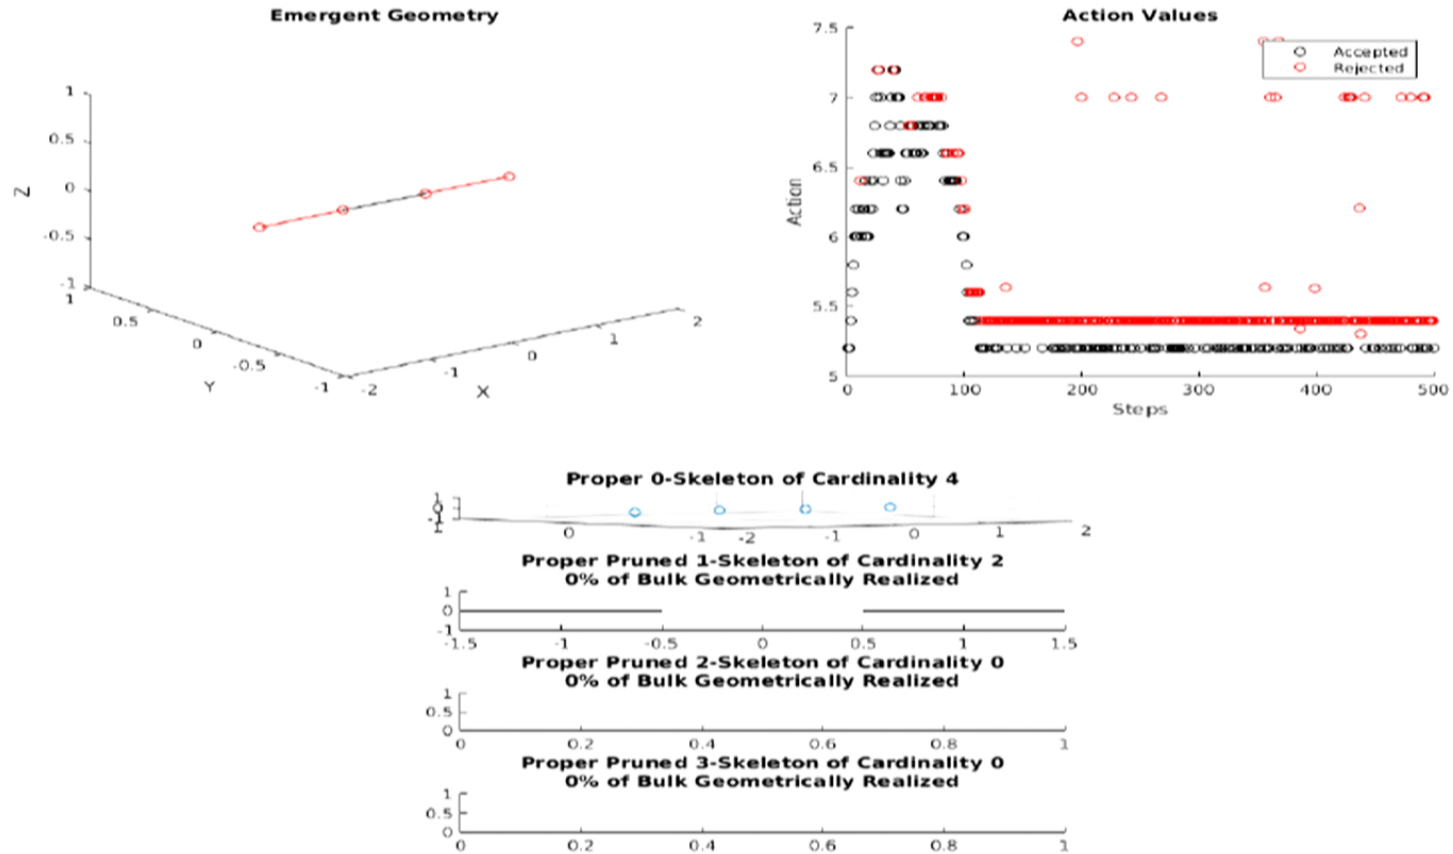 Emergent Geometry
1
0.5
0
-0.5
-1
Z
1
0.5
0
-0.5
-1
Y
-2
-1
0
1
2
X
Action Values
7.5
7
6.5
6
5.5
5
Action
Accepted
Rejected
0 100 200 300 400 500
Steps
Proper 0-Skeleton of Cardinality 4
1
0
-1
1
0 -1 -2 -1 0 1 2
Proper Pruned 1-Skeleton of Cardinality 2
0% of Bulk Geometrically Realized
1
0
-1
-1.5 -1 -0.5 0 0.5 1 1.5
Proper Pruned 2-Skeleton of Cardinality 0
0% of Bulk Geometrically Realized
1
0.5
0
0 0.2 0.4 0.6 0.8 1
Proper Pruned 3-Skeleton of Cardinality 0
0% of Bulk Geometrically Realized
1
0.5
0
0 0.2 0.4 0.6 0.8 1